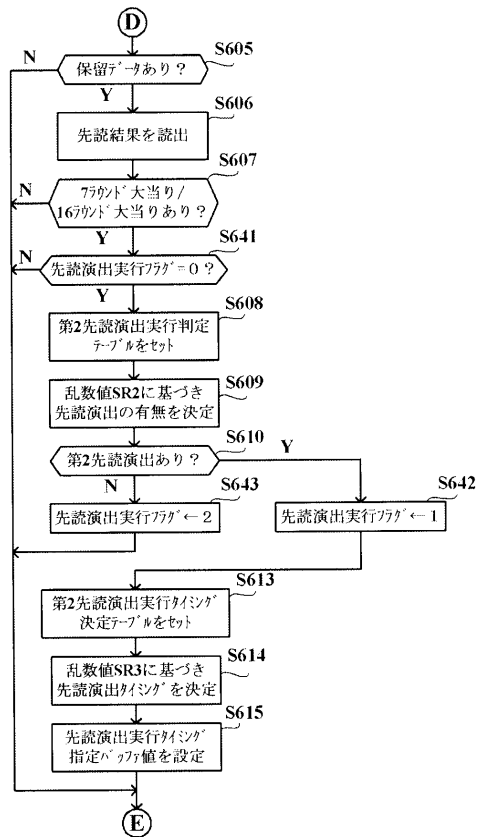 D
S605
N
保留ﾃﾞｰﾀあり？
Y
S606
先読結果を読出
S607
N
7ﾗｳﾝﾄﾞ大当り/
16ﾗｳﾝﾄﾞ大当りあり？
Y
S641
N
先読演出実行ﾌﾗｸﾞ=0？
Y
S608
第2先読演出実行判定
ﾃｰﾌﾞﾙをｾｯﾄ
S609
乱数値SR2に基づき
先読演出の有無を決定
S610
第2先読演出あり？
Y
N
S643
先読演出実行ﾌﾗｸﾞ←2
S642
先読演出実行ﾌﾗｸﾞ←1
S613
第2先読演出実行ﾀｲﾐﾝｸﾞ
決定ﾃｰﾌﾞﾙをｾｯﾄ
S614
乱数値SR3に基づき
先読演出ﾀｲﾐﾝｸﾞを決定
S615
先読演出実行ﾀｲﾐﾝｸﾞ
指定ﾊﾞｯﾌｧ値を設定
E